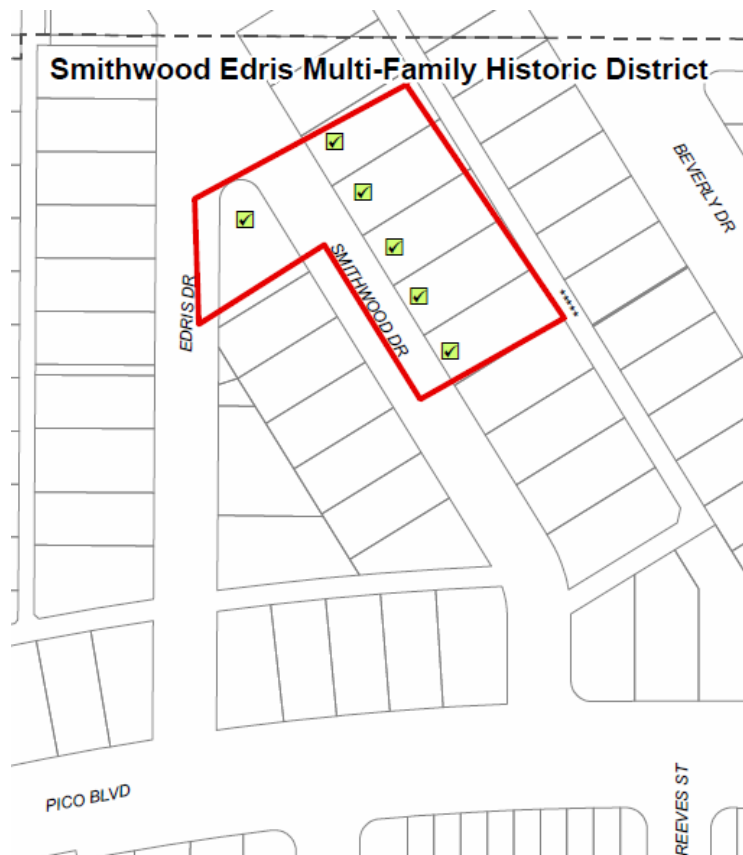 Smithwood Edris Multi-Family Historic District
BEVERLY DR
EDRIS DR
SMITHWOOD DR
*****
PICO BLVD
REEVES ST